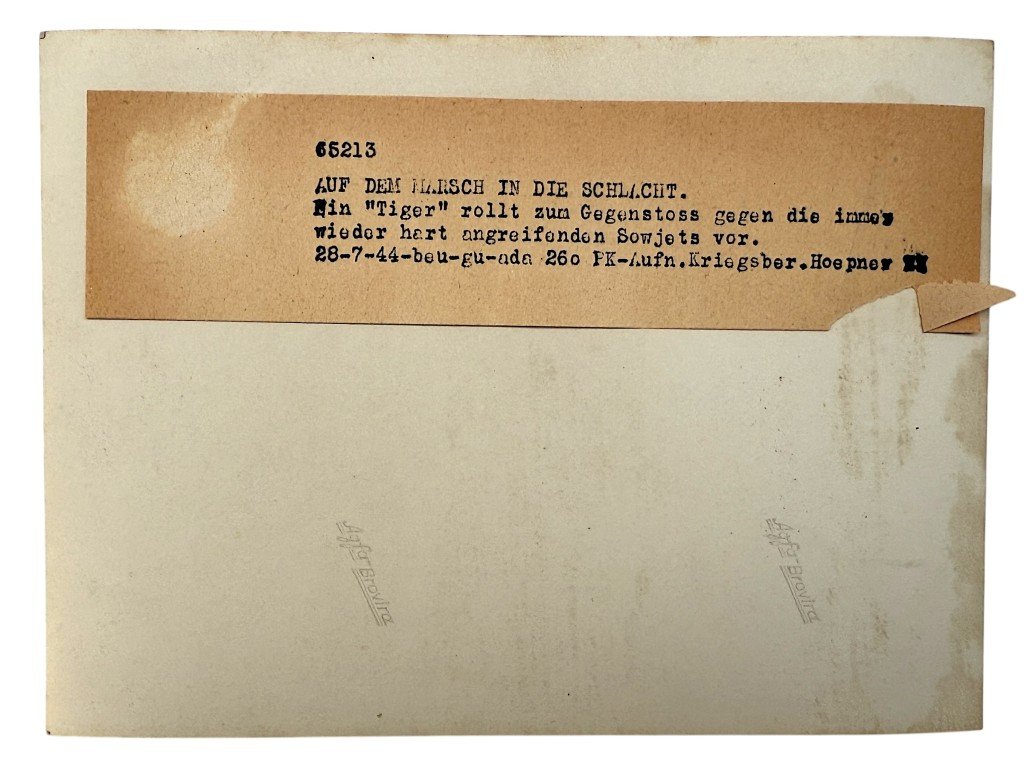 65213
AUF DEM MARSCH IN DIE SCHLACHT.
Ein "Tiger" rollt zum Gegenstoss gegen die immer
wieder hart angreifenden Sowjets vor.
28-7-44-beu-gu-ada 26o PK-Aufn.Kriegsber.Hoepner
Agfa Brovira
Agfa Brovira